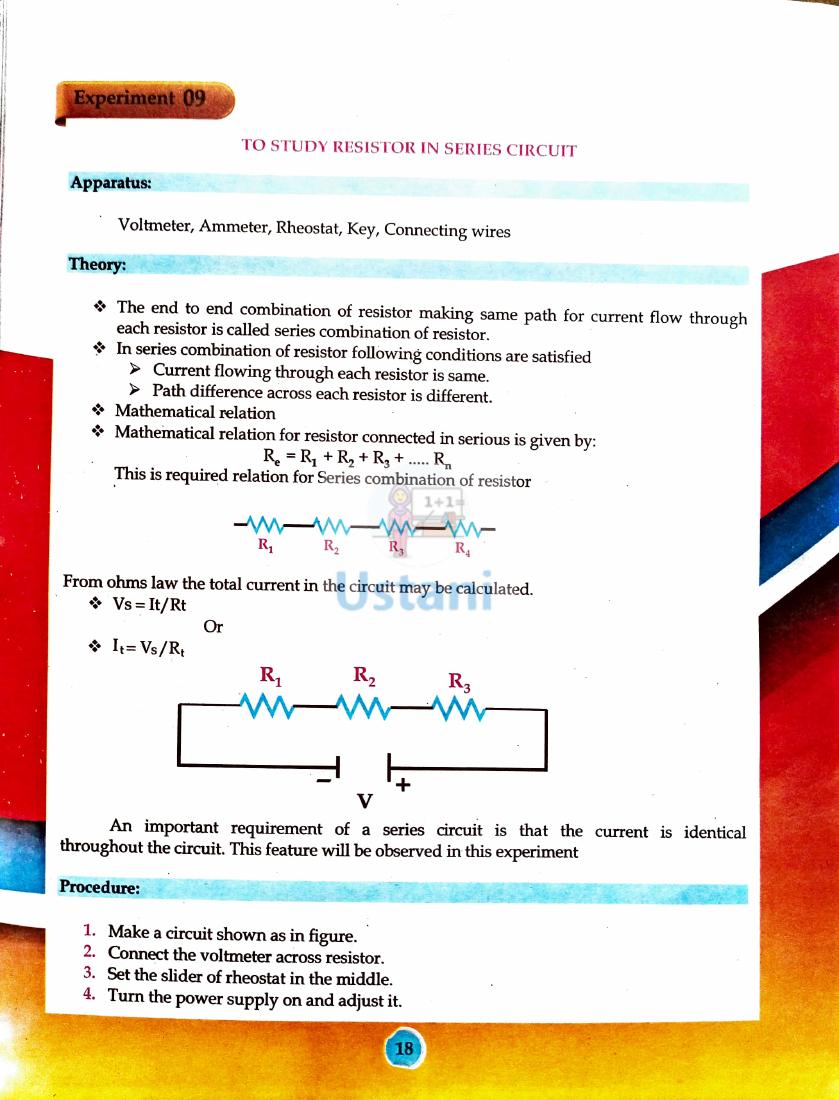 Experiment 09
TO STUDY RESISTOR IN SERIES CIRCUIT
Apparatus:
Voltmeter, Ammeter, Rheostat, Key, Connecting wires
Theory:
❖ The end to end combination of resistor making same path for current flow through
each resistor is called series combination of resistor.
❖ In series combination of resistor following conditions are satisfied
➢ Current flowing through each resistor is same.
➢ Path difference across each resistor is different.
❖ Mathematical relation
❖ Mathematical relation for resistor connected in serious is given by:
Rₑ = R₁ + R₂ + R₃ + ..... Rₙ
This is required relation for Series combination of resistor
1+1=
R₁ R₂ R₃ R₄
From ohms law the total current in the circuit may be calculated.
Ustani
❖ Vs = It/Rt
Or
❖ Iₜ= Vs/Rₜ
R₁ R₂ R₃
– +
V
An important requirement of a series circuit is that the current is identical
throughout the circuit. This feature will be observed in this experiment
Procedure:
1. Make a circuit shown as in figure.
2. Connect the voltmeter across resistor.
3. Set the slider of rheostat in the middle.
4. Turn the power supply on and adjust it.
18